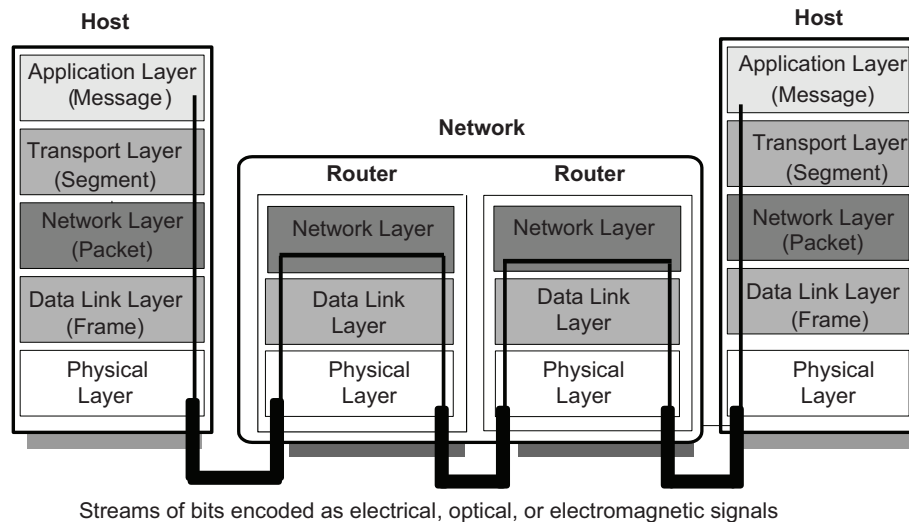 Host
Application Layer
(Message)
Transport Layer
(Segment)
Network Layer
(Packet)
Data Link Layer
(Frame)
Physical
Layer
Network
Router
Network Layer
Data Link
Layer
Physical
Layer
Router
Network Layer
Data Link
Layer
Physical
Layer
Host
Application Layer
(Message)
Transport Layer
(Segment)
Network Layer
(Packet)
Data Link Layer
(Frame)
Physical
Layer
Streams of bits encoded as electrical, optical, or electromagnetic signals